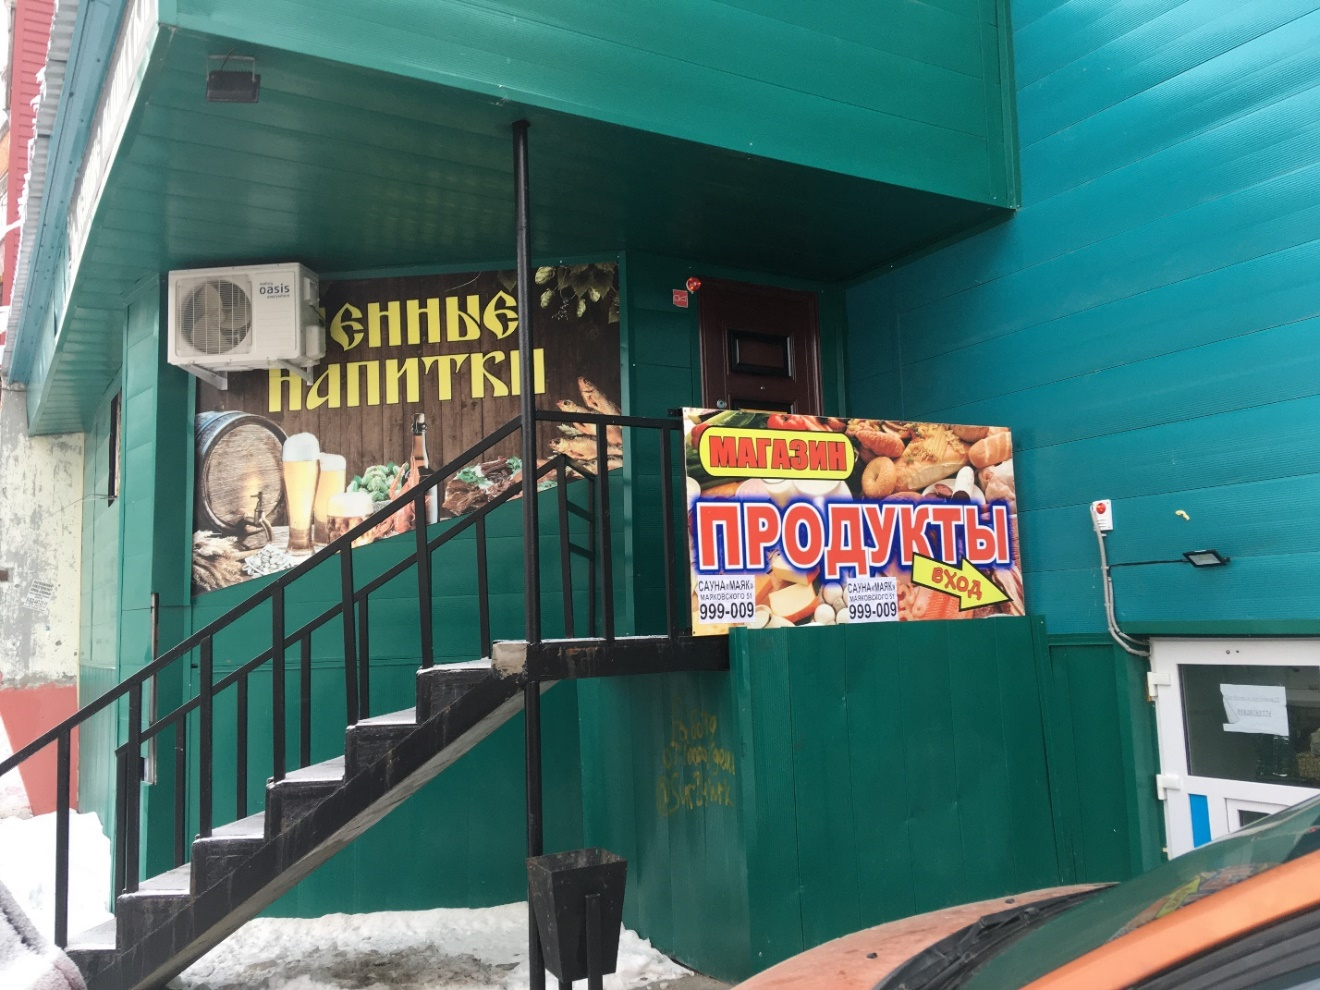 oasis
ЕННЫЕ
НАПИТКИ
МАГАЗИН
ПРОДУКТЫ
ВХОД
САУНА«МАЯК»
МАЯКОВСКОГО 51
999-009
САУНА«МАЯК»
МАЯКОВСКОГО 51
999-009